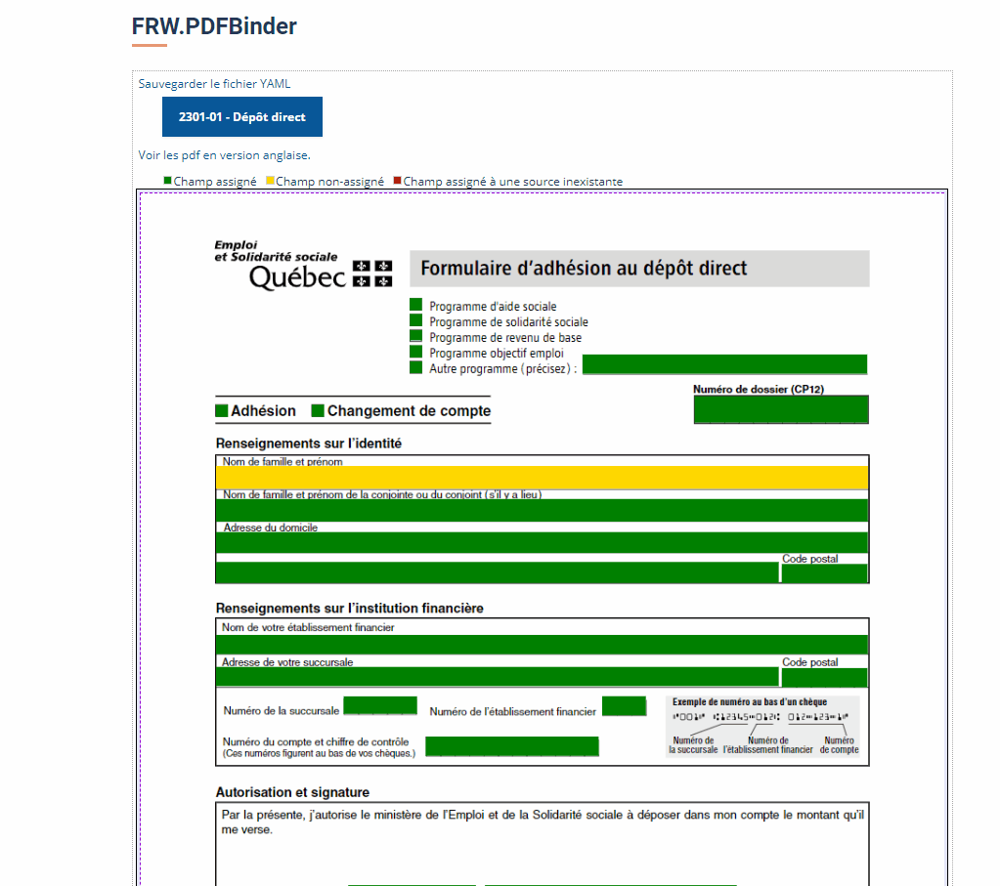 FRW.PDFBinder
Sauvegarder le fichier YAML
2301-01 - Dépôt direct
Voir les pdf en version anglaise.
Champ assigné Champ non-assigné Champ assigné à une source inexistante
Emploi
et Solidarité sociale
Québec
Formulaire d'adhésion au dépôt direct
Programme d'aide sociale
Programme de solidarité sociale
Programme de revenu de base
Programme objectif emploi
Autre programme (précisez) :
Numéro de dossier (CP12)
Adhésion Changement de compte
Renseignements sur l'identité
Nom de famille et prénom
Nom de famille et prénom de la conjointe ou du conjoint (s'il y a lieu)
Adresse du domicile
Code postal
Renseignements sur l'institution financière
Nom de votre établissement financier
Adresse de votre succursale Code postal
Numéro de la succursale Numéro de l'établissement financier
Exemple de numéro au bas d'un chèque
⑈001⑈ ⑆12345⑉012⑆ 012⑉123⑉1⑈
Numéro de la succursale
Numéro de l'établissement financier
Numéro de compte
Numéro du compte et chiffre de contrôle
(Ces numéros figurent au bas de vos chèques.)
Autorisation et signature
Par la présente, j'autorise le ministère de l'Emploi et de la Solidarité sociale à déposer dans mon compte le montant qu'il
me verse.